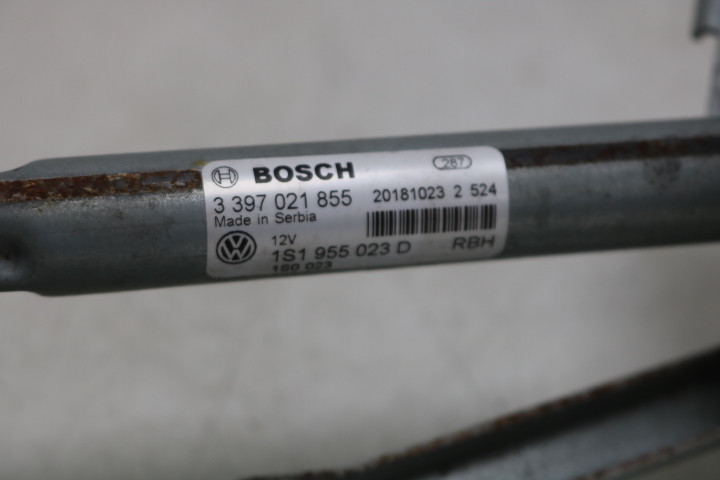 BOSCH 287
3 397 021 855 20181023 2 524
Made in Serbia
12V
1S1 955 023 D RBH
1S0 023